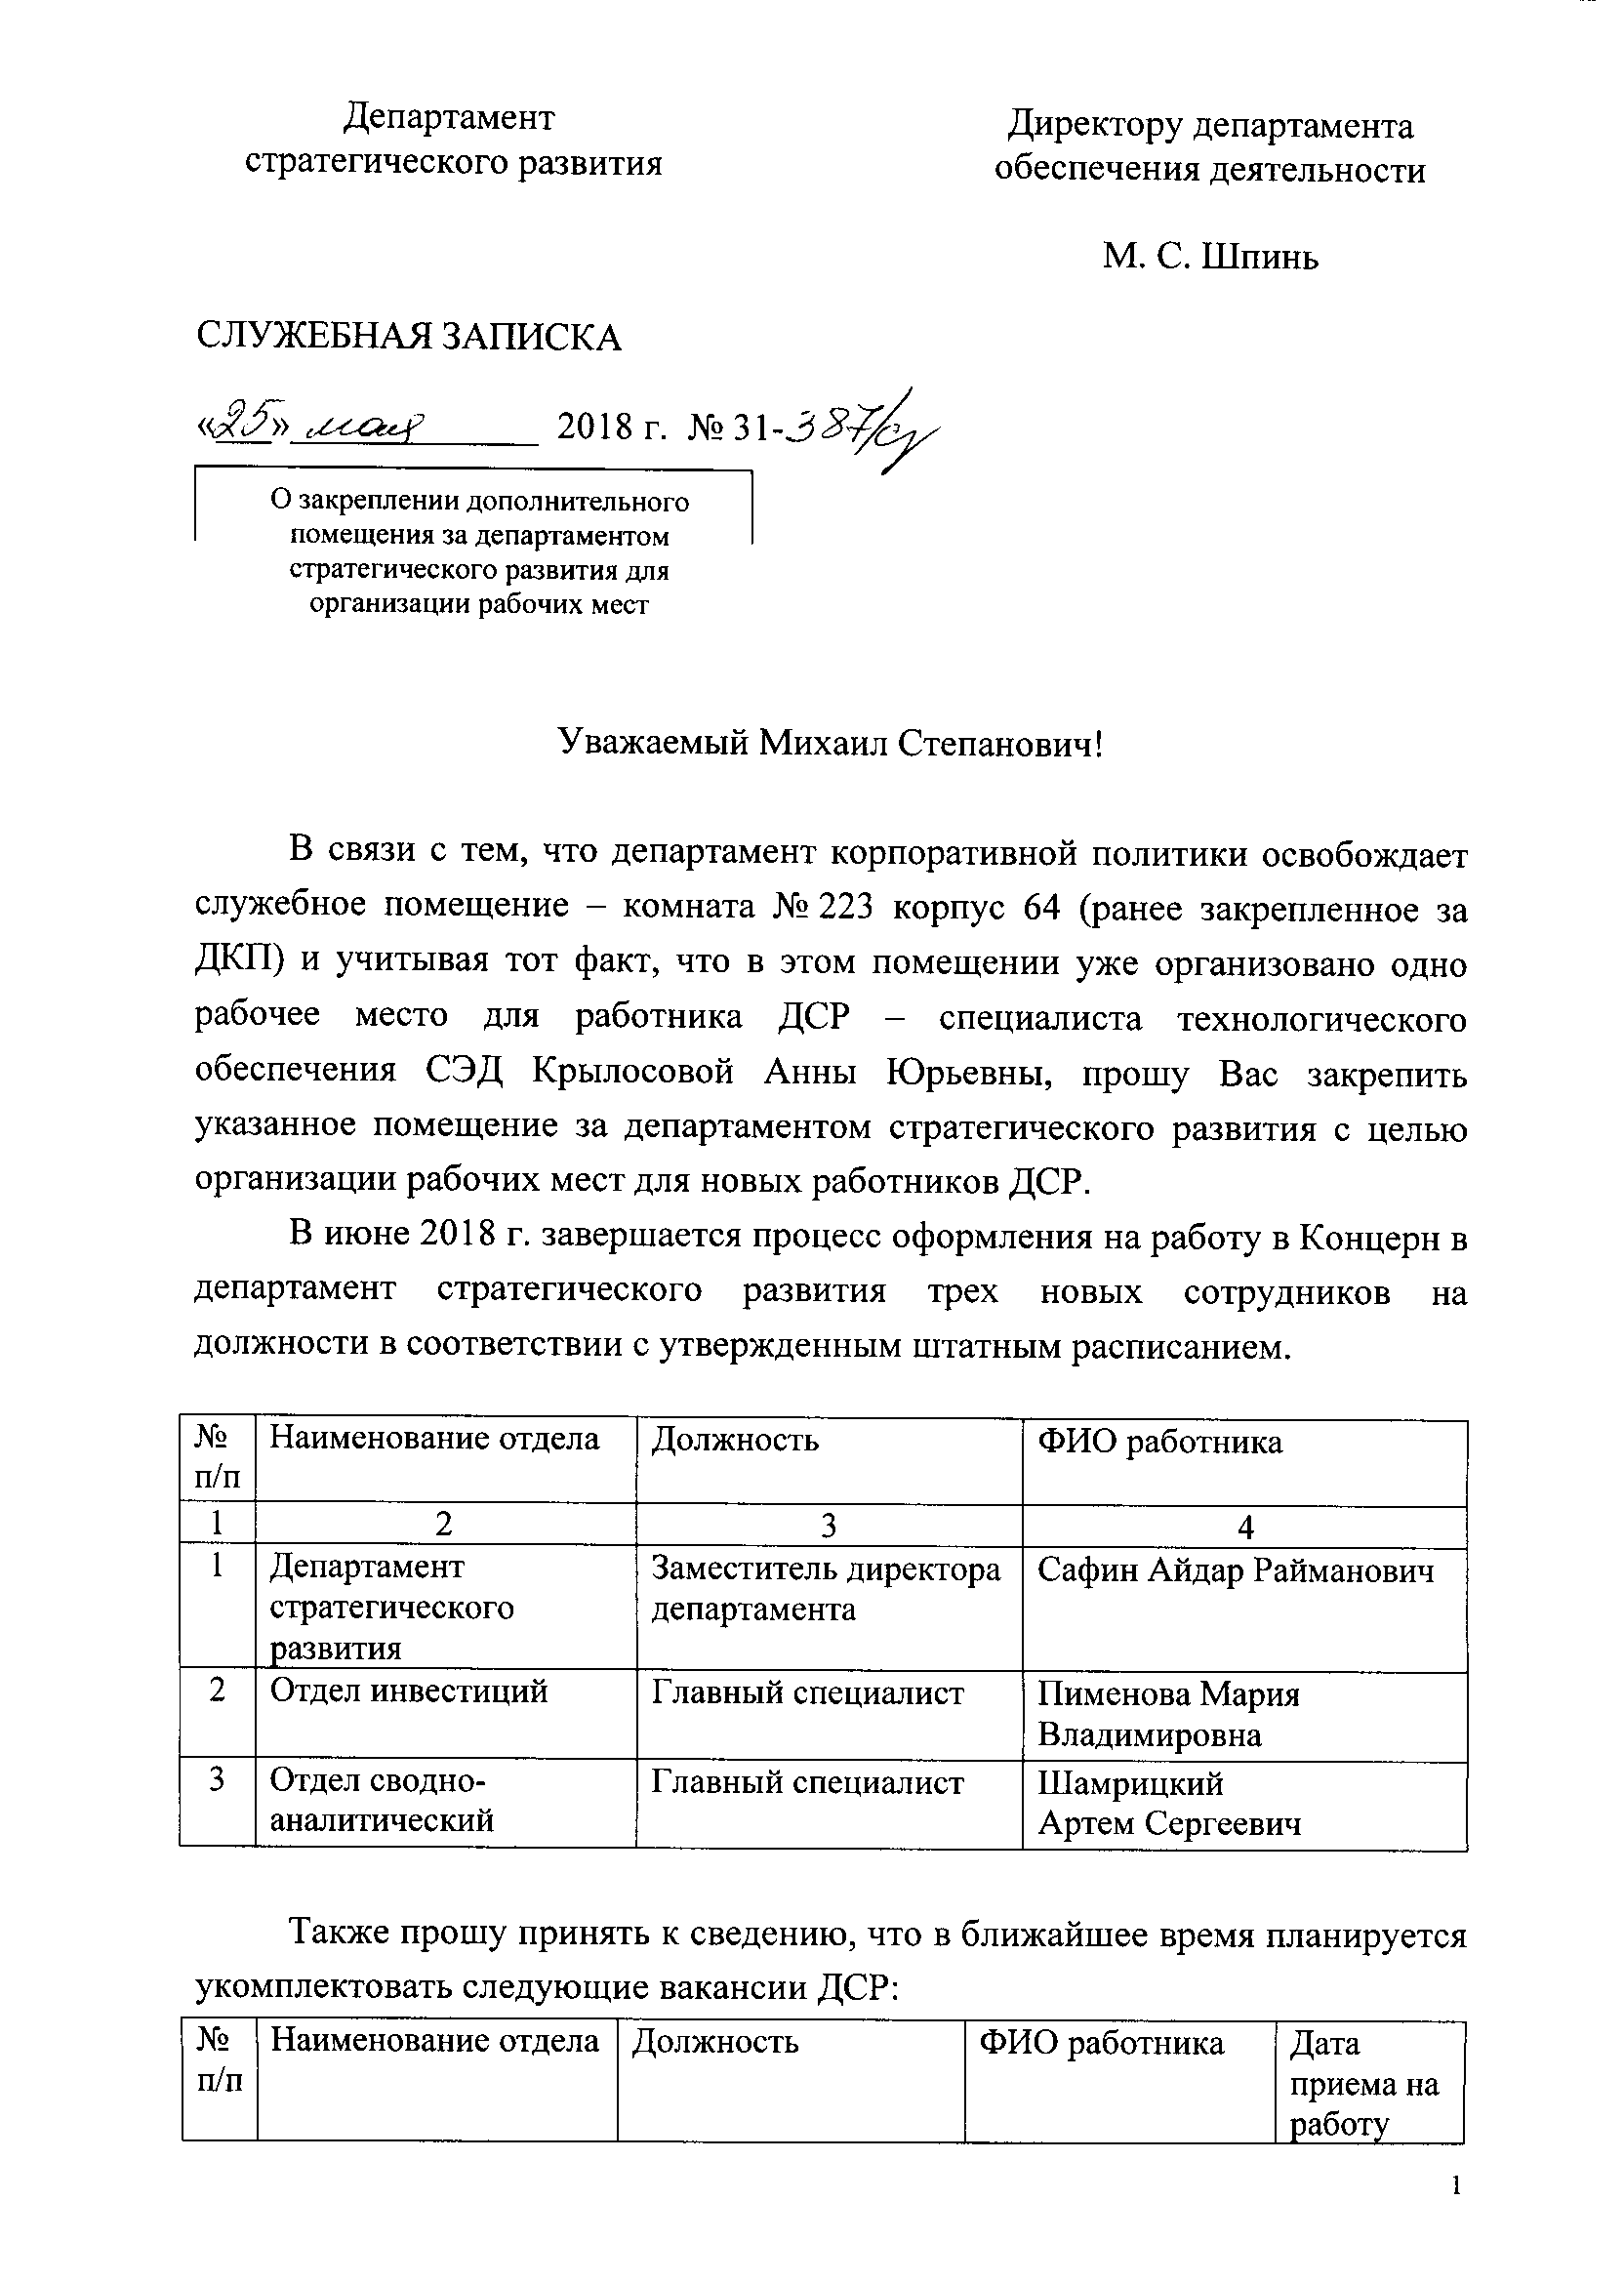 Департамент
стратегического развития
Директору департамента
обеспечения деятельности
М. С. Шпинь
СЛУЖЕБНАЯ ЗАПИСКА
«25» мая 2018 г. № 31-387/сз
О закреплении дополнительного
помещения за департаментом
стратегического развития для
организации рабочих мест
Уважаемый Михаил Степанович!
В связи с тем, что департамент корпоративной политики освобождает
служебное помещение – комната № 223 корпус 64 (ранее закрепленное за
ДКП) и учитывая тот факт, что в этом помещении уже организовано одно
рабочее место для работника ДСР – специалиста технологического
обеспечения СЭД Крылосовой Анны Юрьевны, прошу Вас закрепить
указанное помещение за департаментом стратегического развития с целью
организации рабочих мест для новых работников ДСР.
В июне 2018 г. завершается процесс оформления на работу в Концерн в
департамент стратегического развития трех новых сотрудников на
должности в соответствии с утвержденным штатным расписанием.
№ Наименование отдела Должность ФИО работника
п/п
1 2 3 4
1 Департамент Заместитель директора Сафин Айдар Райманович
стратегического департамента
развития
2 Отдел инвестиций Главный специалист Пименова Мария
Владимировна
3 Отдел сводно- Главный специалист Шамрицкий
аналитический Артем Сергеевич
Также прошу принять к сведению, что в ближайшее время планируется
укомплектовать следующие вакансии ДСР:
№ Наименование отдела Должность ФИО работника Дата
п/п приема на
работу
1